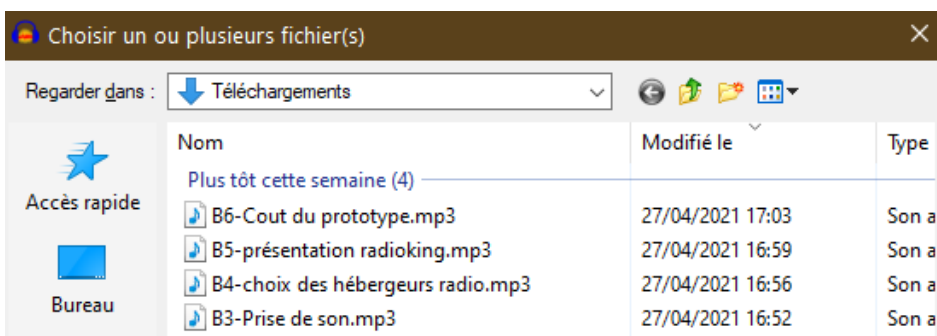 Choisir un ou plusieurs fichier(s)
Regarder dans : Téléchargements
Nom Modifié le Type
Accès rapide
Plus tôt cette semaine (4)
B6-Cout du prototype.mp3 27/04/2021 17:03 Son a
B5-présentation radioking.mp3 27/04/2021 16:59 Son a
Bureau
B4-choix des hébergeurs radio.mp3 27/04/2021 16:56 Son a
B3-Prise de son.mp3 27/04/2021 16:52 Son a